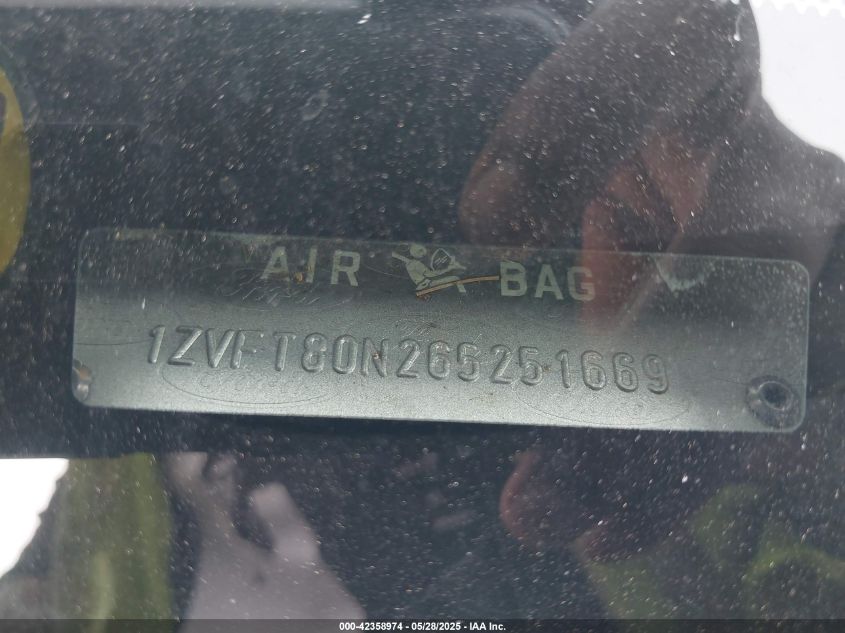 AIR BAG
1ZVFT80N265251669
000-42358974 - 05/28/2025 - IAA Inc.